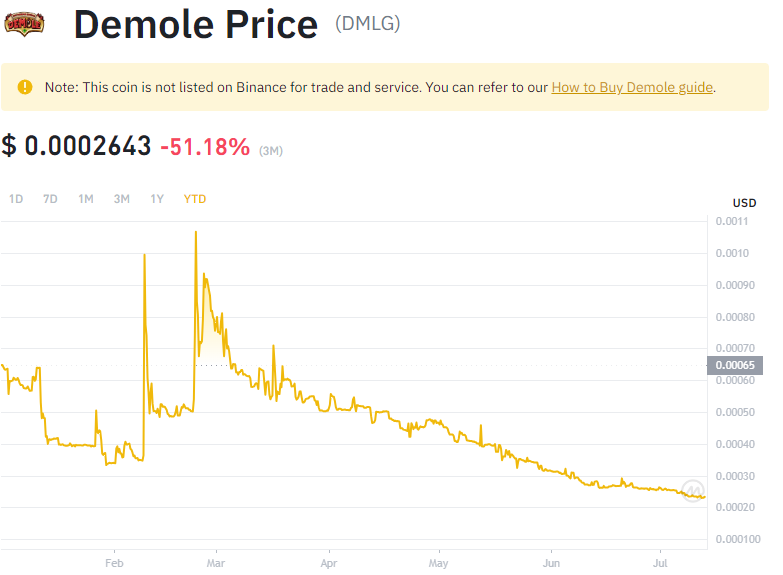 DEMOLE
Demole Price (DMLG)
Note: This coin is not listed on Binance for trade and service. You can refer to our How to Buy Demole guide.
$ 0.0002643 -51.18% (3M)
1D 7D 1M 3M 1Y YTD
USD
0.0011
0.0010
0.00090
0.00080
0.00070
0.00065
0.00060
0.00050
0.00040
0.00030
0.00020
0.000100
Feb Mar Apr May Jun Jul